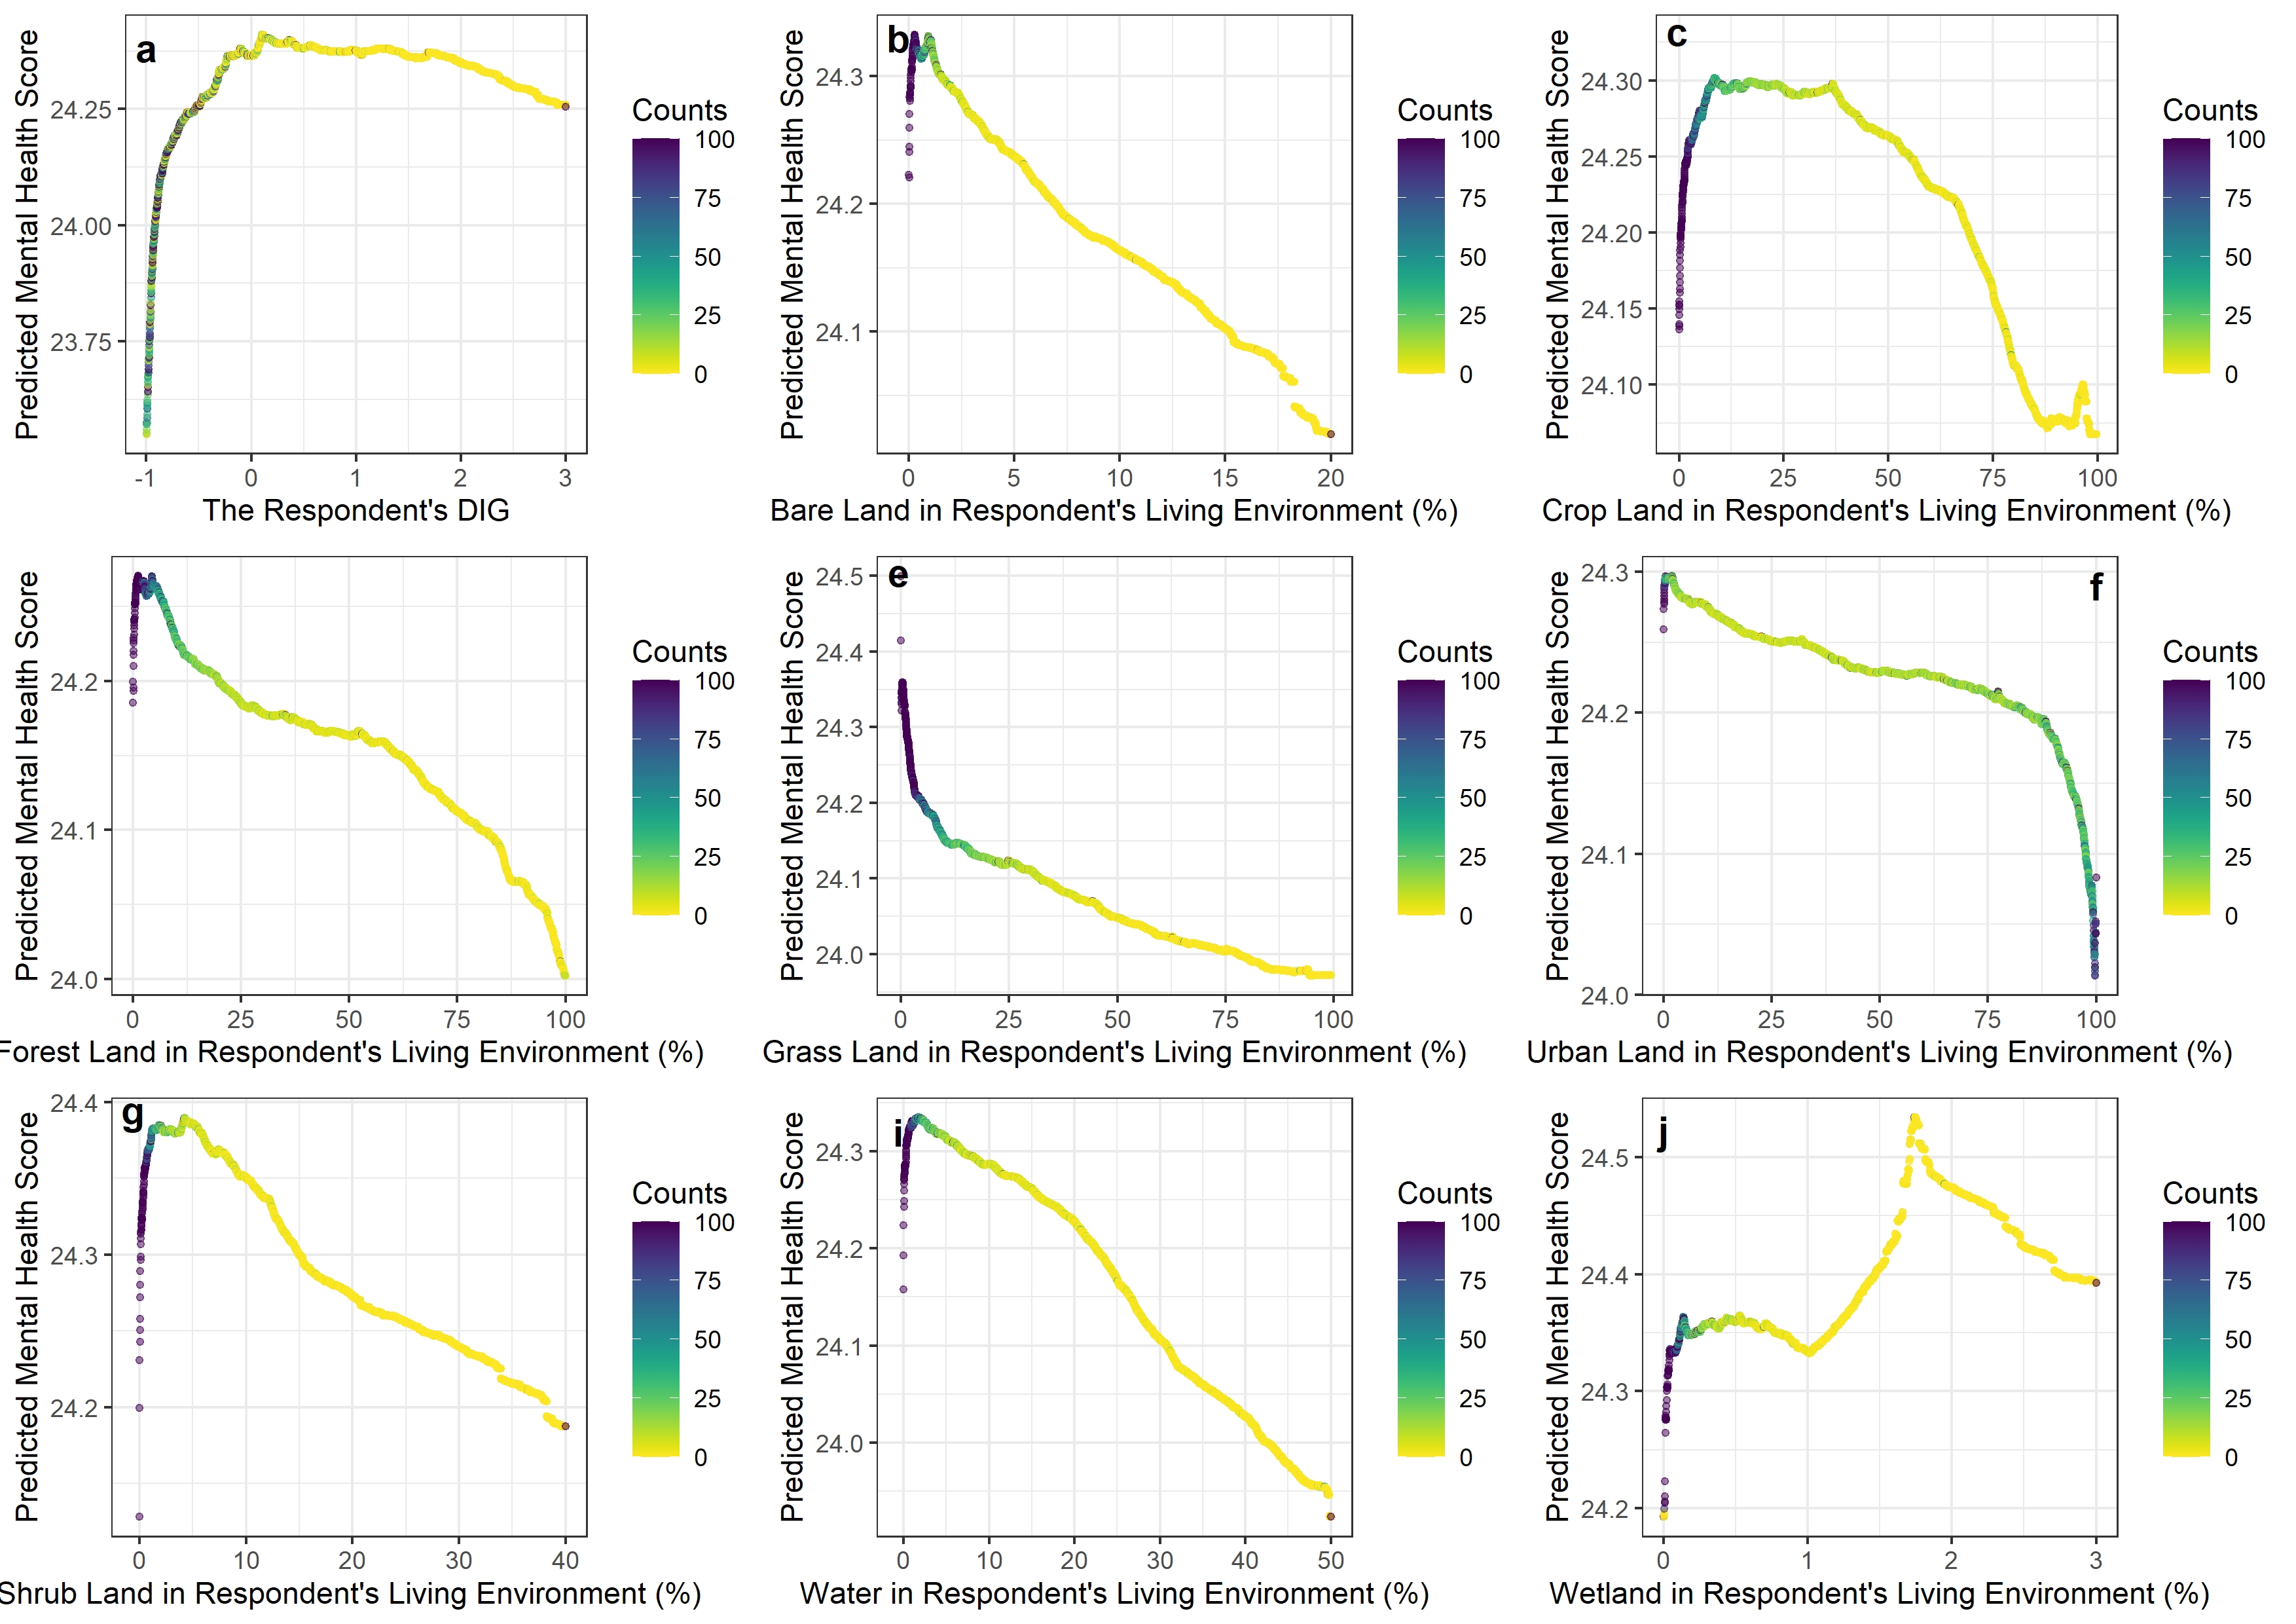 a
Predicted Mental Health Score
24.25
24.00
23.75
-1 0 1 2 3
The Respondent's DIG
Counts
100
75
50
25
0
b
Predicted Mental Health Score
24.3
24.2
24.1
0 5 10 15 20
Bare Land in Respondent's Living Environment (%)
Counts
100
75
50
25
0
c
Predicted Mental Health Score
24.30
24.25
24.20
24.15
24.10
0 25 50 75 100
Crop Land in Respondent's Living Environment (%)
Counts
100
75
50
25
0
Predicted Mental Health Score
24.2
24.1
24.0
0 25 50 75 100
Forest Land in Respondent's Living Environment (%)
Counts
100
75
50
25
0
e
Predicted Mental Health Score
24.5
24.4
24.3
24.2
24.1
24.0
0 25 50 75 100
Grass Land in Respondent's Living Environment (%)
Counts
100
75
50
25
0
f
Predicted Mental Health Score
24.3
24.2
24.1
24.0
0 25 50 75 100
Urban Land in Respondent's Living Environment (%)
Counts
100
75
50
25
0
g
Predicted Mental Health Score
24.4
24.3
24.2
0 10 20 30 40
Shrub Land in Respondent's Living Environment (%)
Counts
100
75
50
25
0
i
Predicted Mental Health Score
24.3
24.2
24.1
24.0
0 10 20 30 40 50
Water in Respondent's Living Environment (%)
Counts
100
75
50
25
0
j
Predicted Mental Health Score
24.5
24.4
24.3
24.2
0 1 2 3
Wetland in Respondent's Living Environment (%)
Counts
100
75
50
25
0